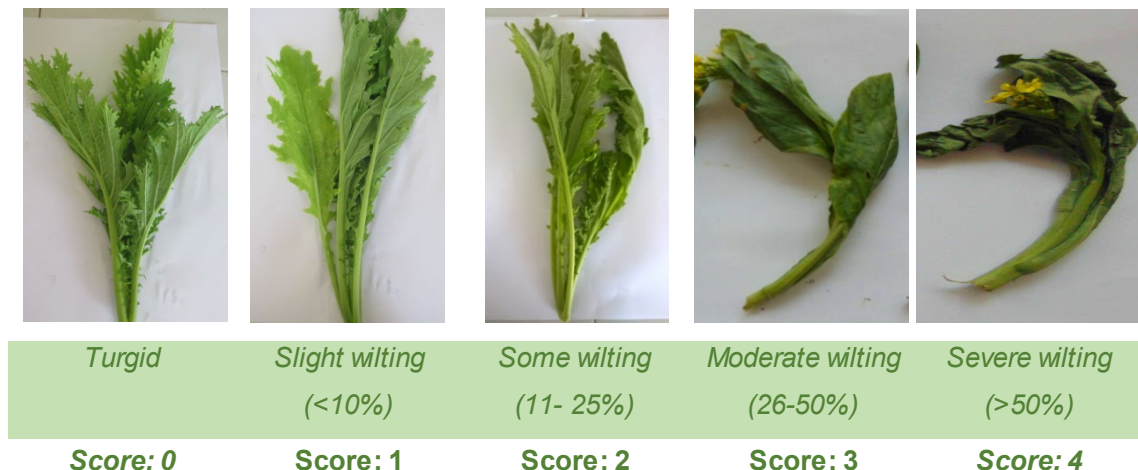 Turgid Slight wilting Some wilting Moderate wilting Severe wilting
(<10%) (11- 25%) (26-50%) (>50%)
Score: 0 Score: 1 Score: 2 Score: 3 Score: 4